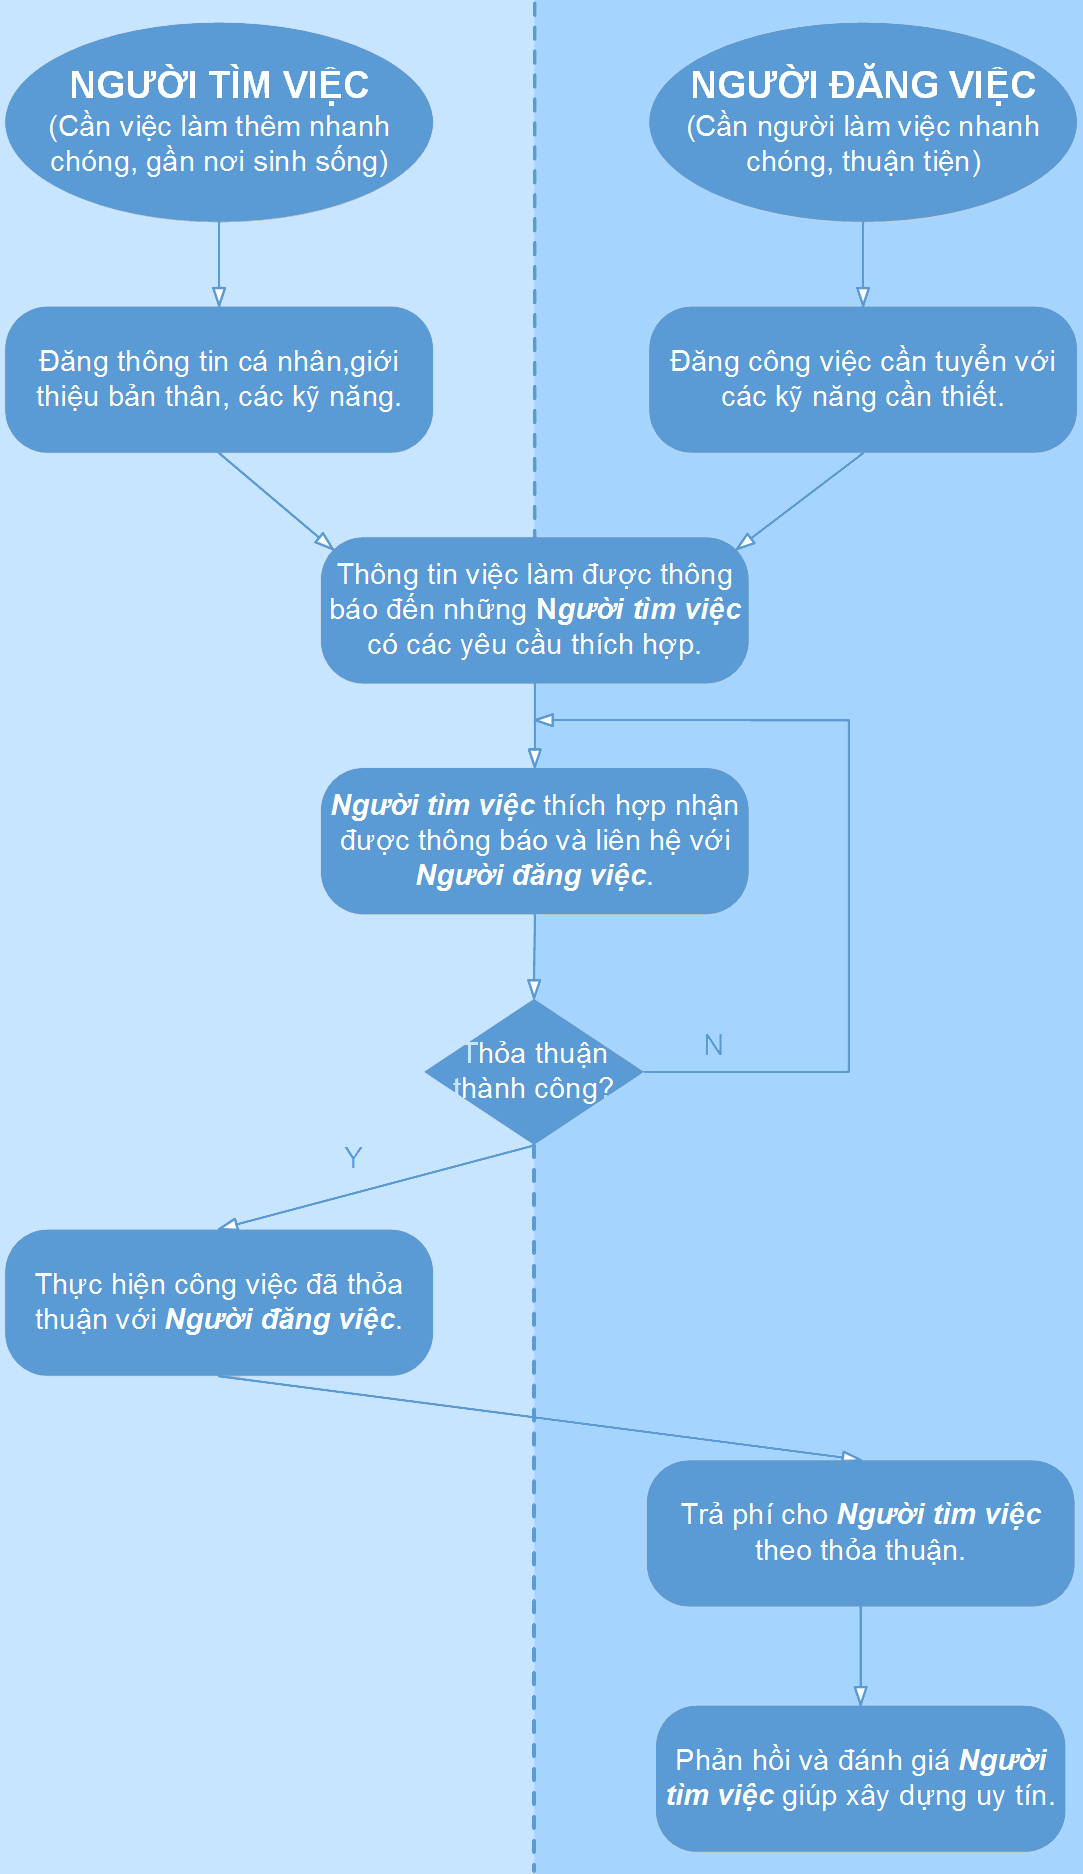 NGƯỜI TÌM VIỆC
(Cần việc làm thêm nhanh
chóng, gần nơi sinh sống)
NGƯỜI ĐĂNG VIỆC
(Cần người làm việc nhanh
chóng, thuận tiện)
Đăng thông tin cá nhân,giới
thiệu bản thân, các kỹ năng.
Đăng công việc cần tuyển với
các kỹ năng cần thiết.
Thông tin việc làm được thông
báo đến những Người tìm việc
có các yêu cầu thích hợp.
Người tìm việc thích hợp nhận
được thông báo và liên hệ với
Người đăng việc.
Thỏa thuận
thành công?
N
Y
Thực hiện công việc đã thỏa
thuận với Người đăng việc.
Trả phí cho Người tìm việc
theo thỏa thuận.
Phản hồi và đánh giá Người
tìm việc giúp xây dựng uy tín.